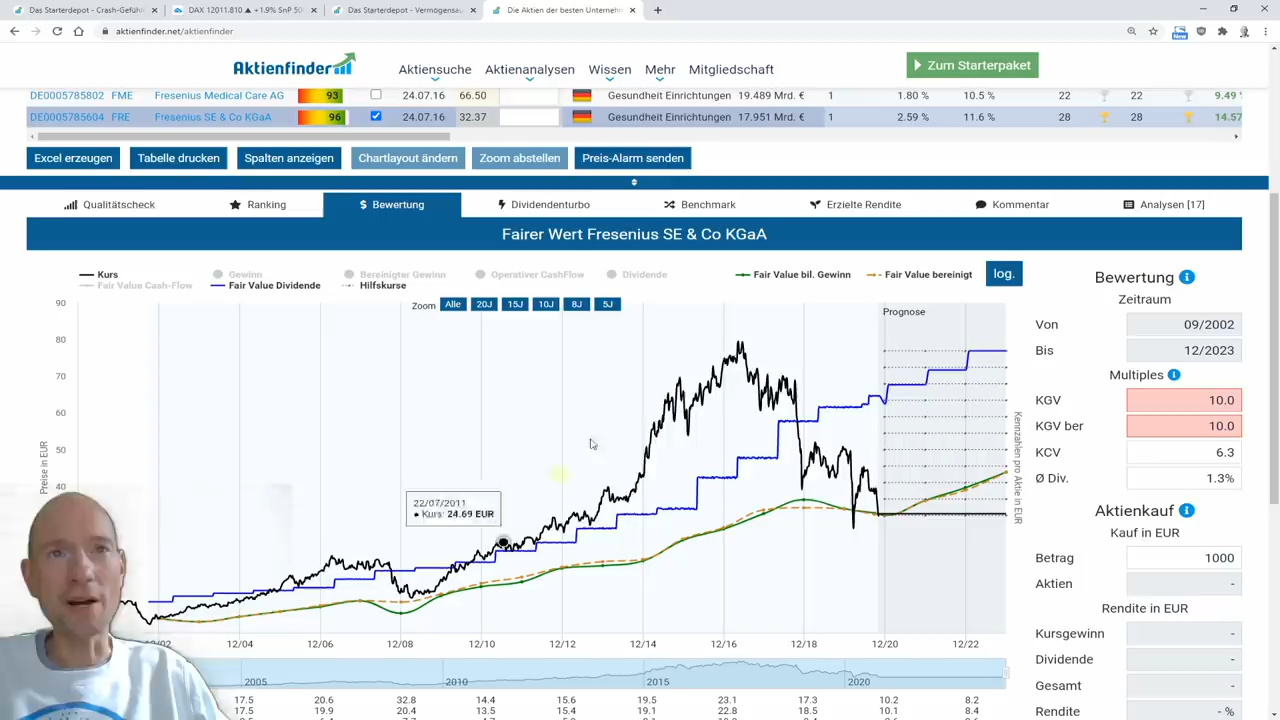 Das Starterdepot - Crash-Gefühl
DAX 12011.810 ▲ +1.9% SnP 50
Das Starterdepot - Vermögensau
Die Aktien der besten Unternehm
aktienfinder.net/aktienfinder
New
Aktienfinder
Aktiensuche
Aktienanalysen
Wissen
Mehr
Mitgliedschaft
Zum Starterpaket
DE0005785802 FME Fresenius Medical Care AG 93 24.07.16 66.50 Gesundheit Einrichtungen 19.489 Mrd. € 1 1.80 % 10.5 % 22 22 9.49
DE0005785604 FRE Fresenius SE & Co KGaA 96 24.07.16 32.37 Gesundheit Einrichtungen 17.951 Mrd. € 1 2.59 % 11.6 % 28 28 14.57
Excel erzeugen
Tabelle drucken
Spalten anzeigen
Chartlayout ändern
Zoom abstellen
Preis-Alarm senden
Qualitätscheck
Ranking
$ Bewertung
Dividendenturbo
Benchmark
Erzielte Rendite
Kommentar
Analysen [17]
Fairer Wert Fresenius SE & Co KGaA
Kurs
Gewinn
Bereinigter Gewinn
Operativer CashFlow
Dividende
Fair Value bil. Gewinn
Fair Value bereinigt
Fair Value Cash-Flow
Fair Value Dividende
Hilfskurse
log.
Zoom Alle 20J 15J 10J 8J 5J
Prognose
90
80
70
60
50
40
Preise in EUR
Kennzahlen pro Aktie in EUR
22/07/2011
● Kurs: 24.69 EUR
/02 12/04 12/06 12/08 12/10 12/12 12/14 12/16 12/18 12/20 12/22
2005 2010 2015 2020
17.5 20.6 32.8 14.4 15.6 19.5 23.1 17.3 10.2 8.2
17.5 19.9 20.4 13.5 15.4 19.1 22.8 18.5 10.1 8.4
Bewertung
Zeitraum
Von 09/2002
Bis 12/2023
Multiples
KGV 10.0
KGV ber 10.0
KCV 6.3
Ø Div. 1.3%
Aktienkauf
Kauf in EUR
Betrag 1000
Aktien -
Rendite in EUR
Kursgewinn -
Dividende -
Gesamt -
Rendite - %